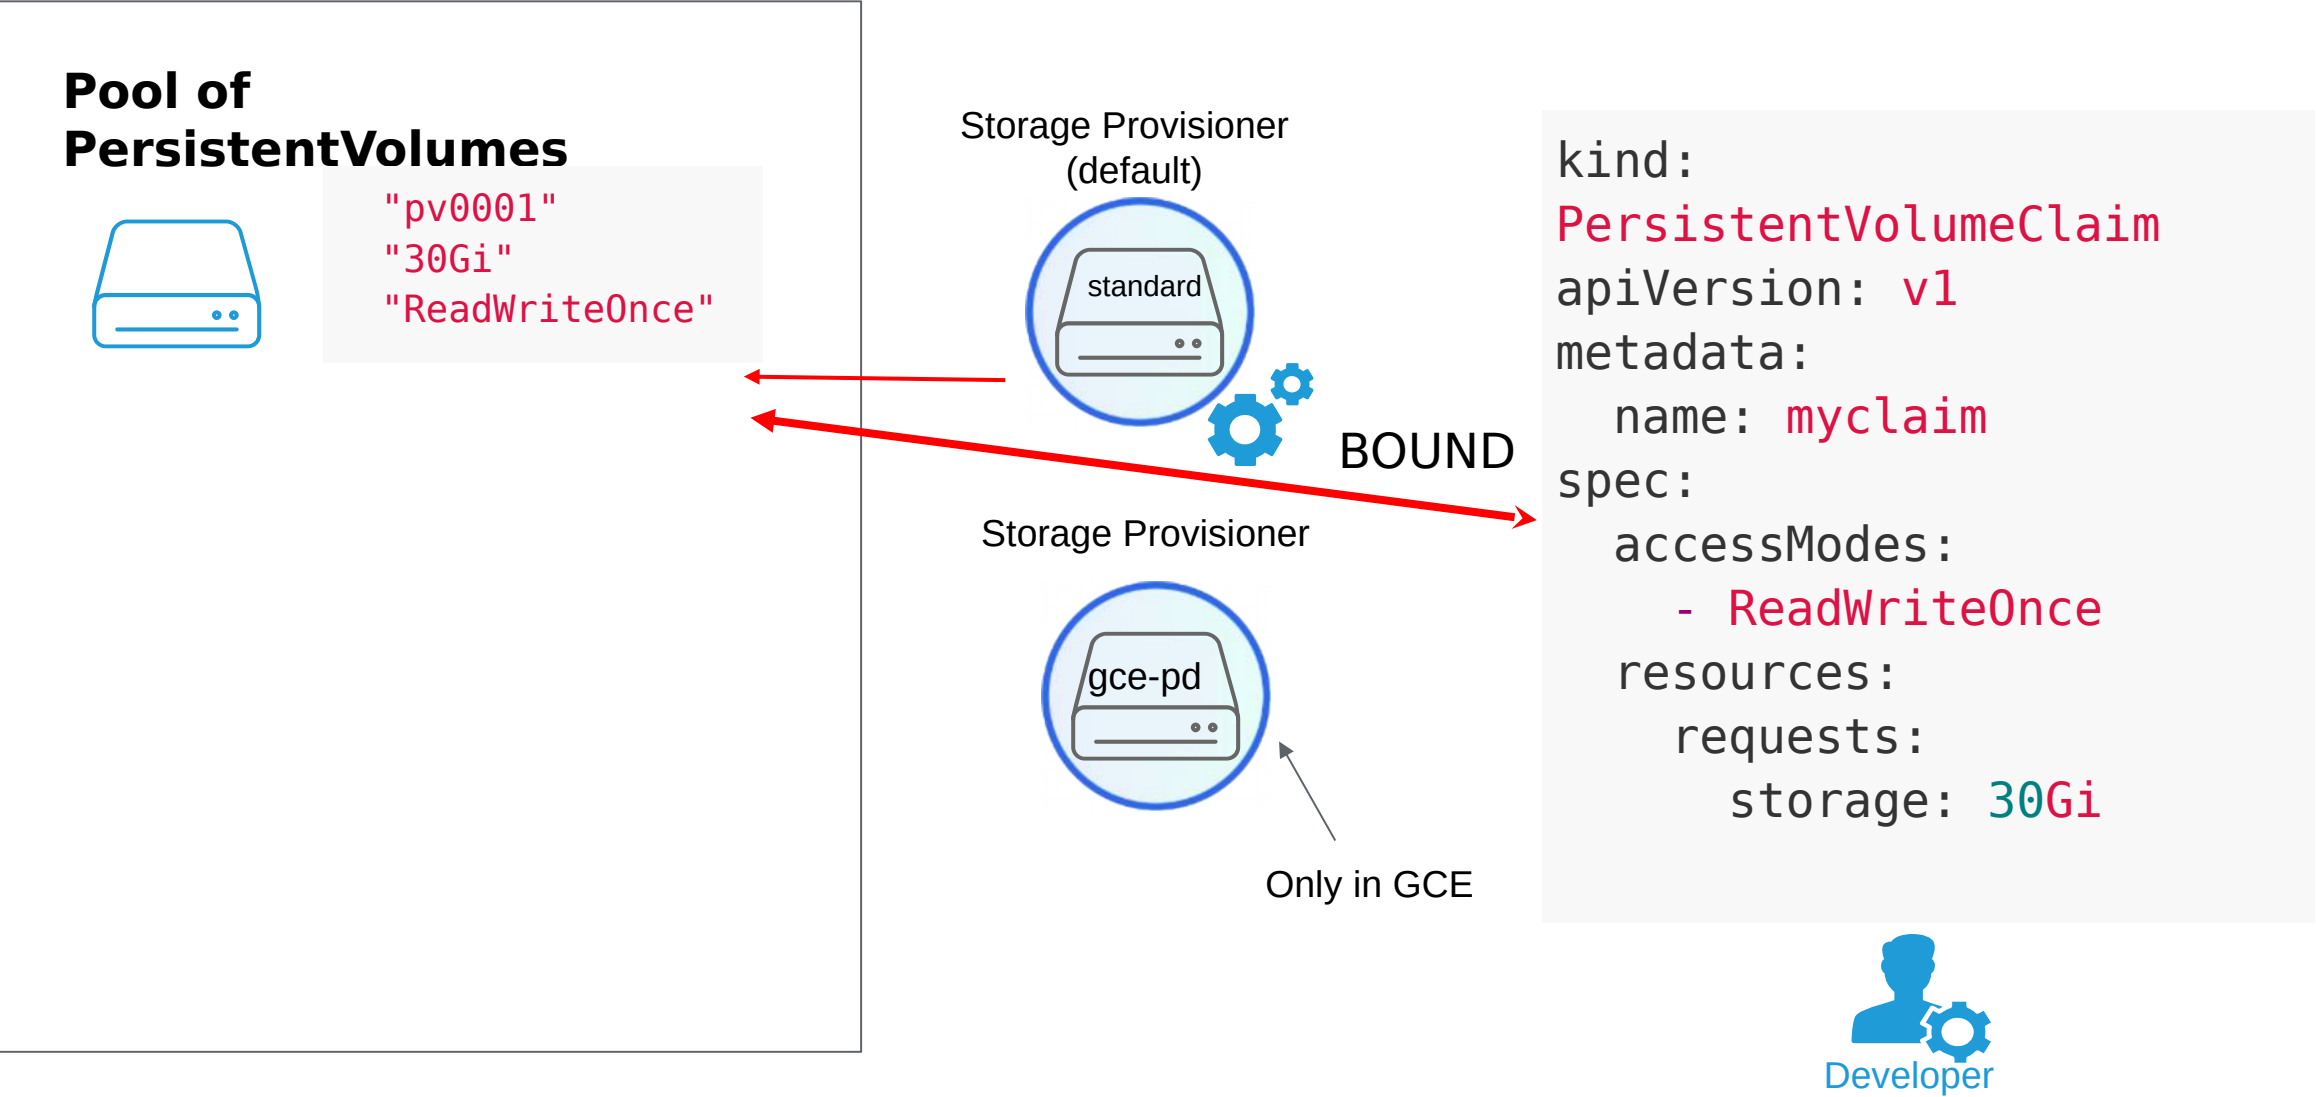 Pool of
PersistentVolumes
"pv0001"
"30Gi"
"ReadWriteOnce"
Storage Provisioner
(default)
standard
BOUND
Storage Provisioner
gce-pd
Only in GCE
kind:
PersistentVolumeClaim
apiVersion: v1
metadata:
  name: myclaim
spec:
  accessModes:
    - ReadWriteOnce
  resources:
    requests:
      storage: 30Gi
Developer